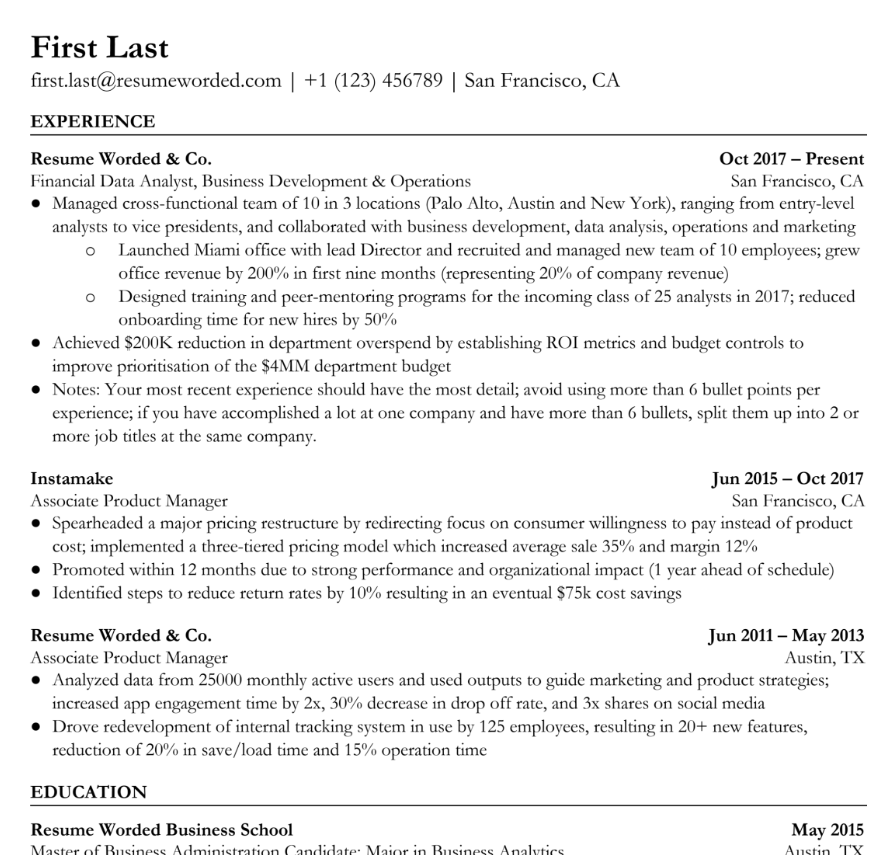 First Last
first.last@resumeworded.com | +1 (123) 456789 | San Francisco, CA
EXPERIENCE
Resume Worded & Co. Oct 2017 – Present
Financial Data Analyst, Business Development & Operations San Francisco, CA
● Managed cross-functional team of 10 in 3 locations (Palo Alto, Austin and New York), ranging from entry-level
analysts to vice presidents, and collaborated with business development, data analysis, operations and marketing
○ Launched Miami office with lead Director and recruited and managed new team of 10 employees; grew
office revenue by 200% in first nine months (representing 20% of company revenue)
○ Designed training and peer-mentoring programs for the incoming class of 25 analysts in 2017; reduced
onboarding time for new hires by 50%
● Achieved $200K reduction in department overspend by establishing ROI metrics and budget controls to
improve prioritisation of the $4MM department budget
● Notes: Your most recent experience should have the most detail; avoid using more than 6 bullet points per
experience; if you have accomplished a lot at one company and have more than 6 bullets, split them up into 2 or
more job titles at the same company.
Instamake Jun 2015 – Oct 2017
Associate Product Manager San Francisco, CA
● Spearheaded a major pricing restructure by redirecting focus on consumer willingness to pay instead of product
cost; implemented a three-tiered pricing model which increased average sale 35% and margin 12%
● Promoted within 12 months due to strong performance and organizational impact (1 year ahead of schedule)
● Identified steps to reduce return rates by 10% resulting in an eventual $75k cost savings
Resume Worded & Co. Jun 2011 – May 2013
Associate Product Manager Austin, TX
● Analyzed data from 25000 monthly active users and used outputs to guide marketing and product strategies;
increased app engagement time by 2x, 30% decrease in drop off rate, and 3x shares on social media
● Drove redevelopment of internal tracking system in use by 125 employees, resulting in 20+ new features,
reduction of 20% in save/load time and 15% operation time
EDUCATION
Resume Worded Business School May 2015
Master of Business Administration Candidate; Major in Business Analytics Austin, TX